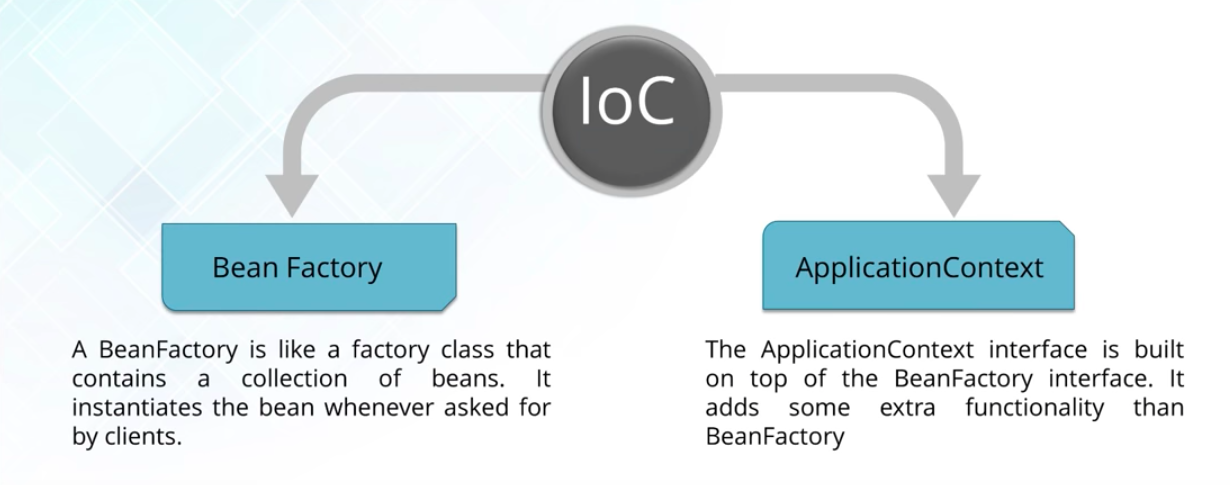 IoC
Bean Factory
ApplicationContext
A BeanFactory is like a factory class that
contains a collection of beans. It
instantiates the bean whenever asked for
by clients.
The ApplicationContext interface is built
on top of the BeanFactory interface. It
adds some extra functionality than
BeanFactory